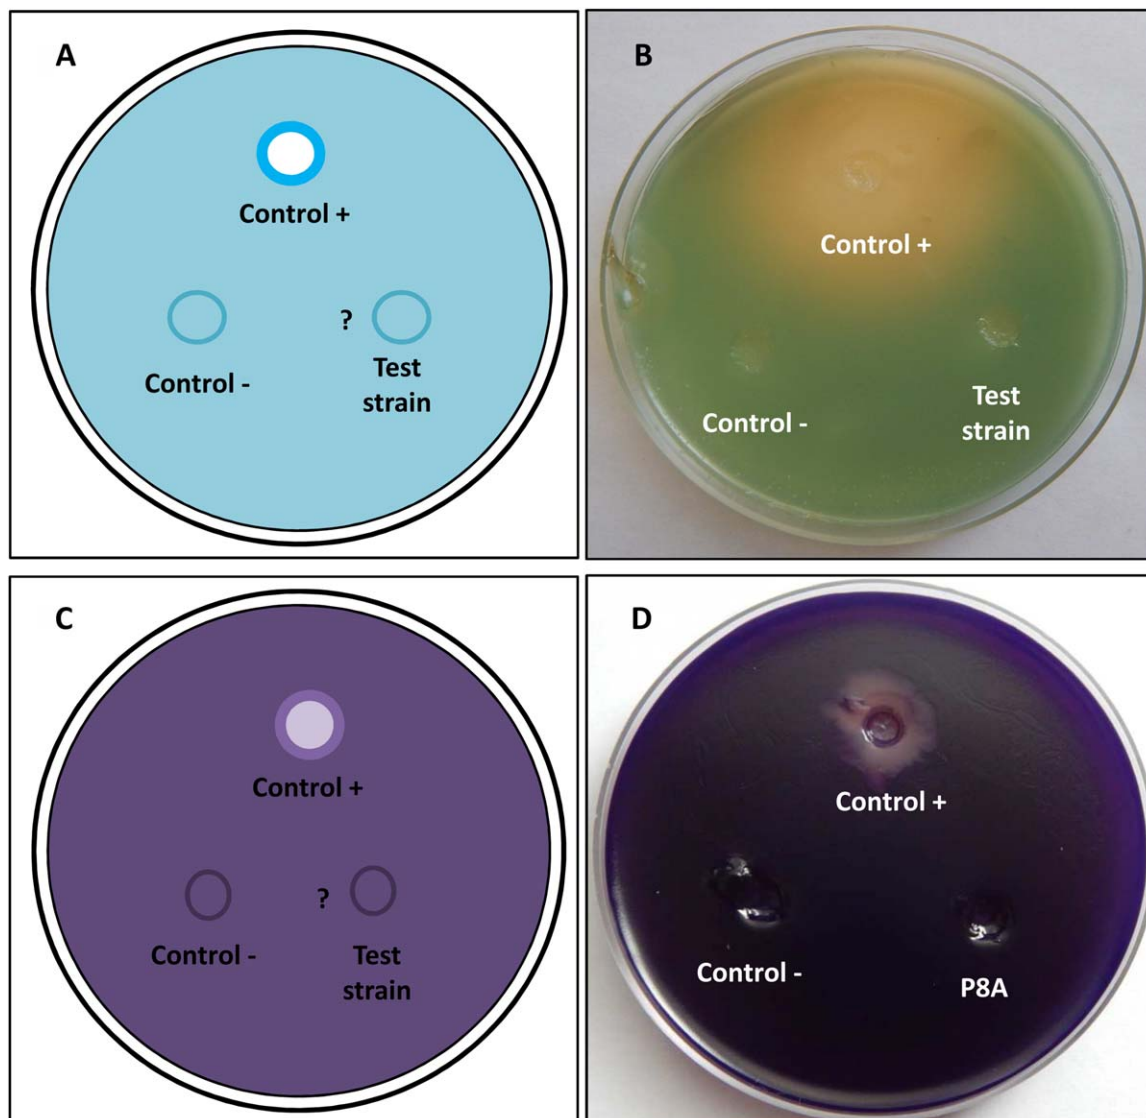 A
Control +
Control -
?
Test
strain
B
Control +
Control -
Test
strain
C
Control +
Control -
?
Test
strain
D
Control +
Control -
P8A